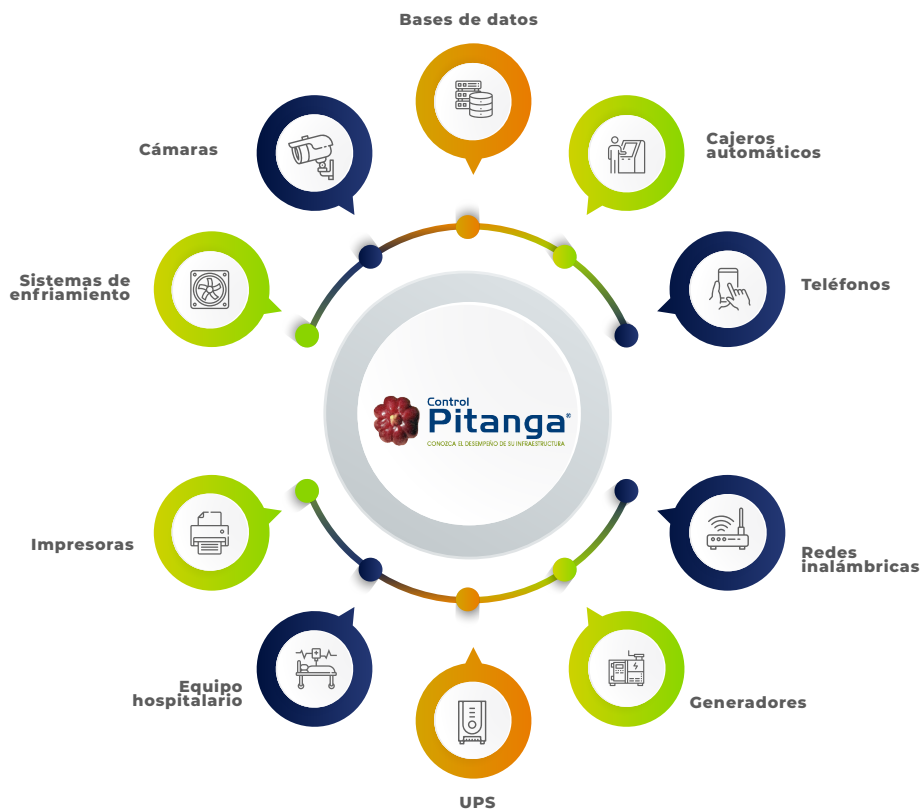 Bases de datos
Cámaras
Cajeros
automáticos
Sistemas de
enfriamiento
Teléfonos
Control
Pitanga®
CONOZCA EL DESEMPEÑO DE SU INFRAESTRUCTURA
Impresoras
Redes
inalámbricas
Equipo
hospitalario
Generadores
UPS